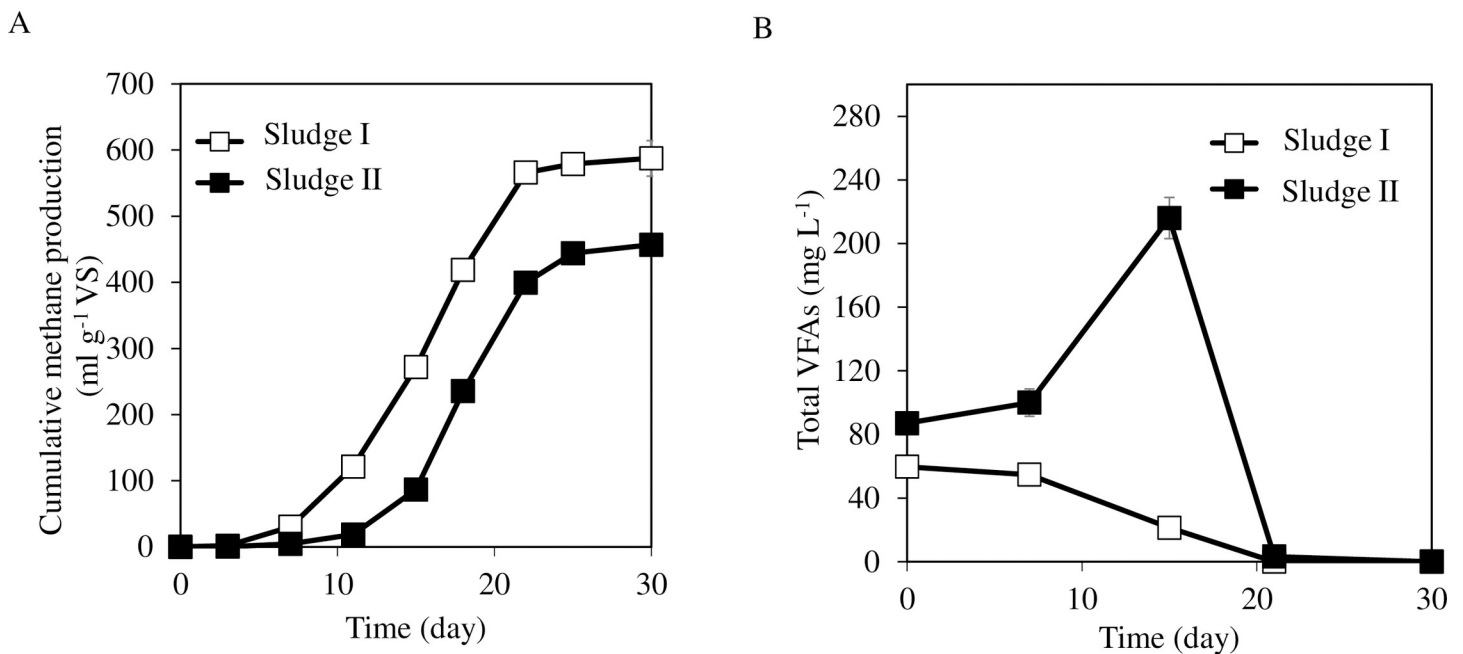 A
Cumulative methane production
(ml g⁻¹ VS)
700
600
500
400
300
200
100
0
Sludge I
Sludge II
0 10 20 30
Time (day)
B
Total VFAs (mg L⁻¹)
280
240
200
160
120
80
40
0
Sludge I
Sludge II
0 10 20 30
Time (day)